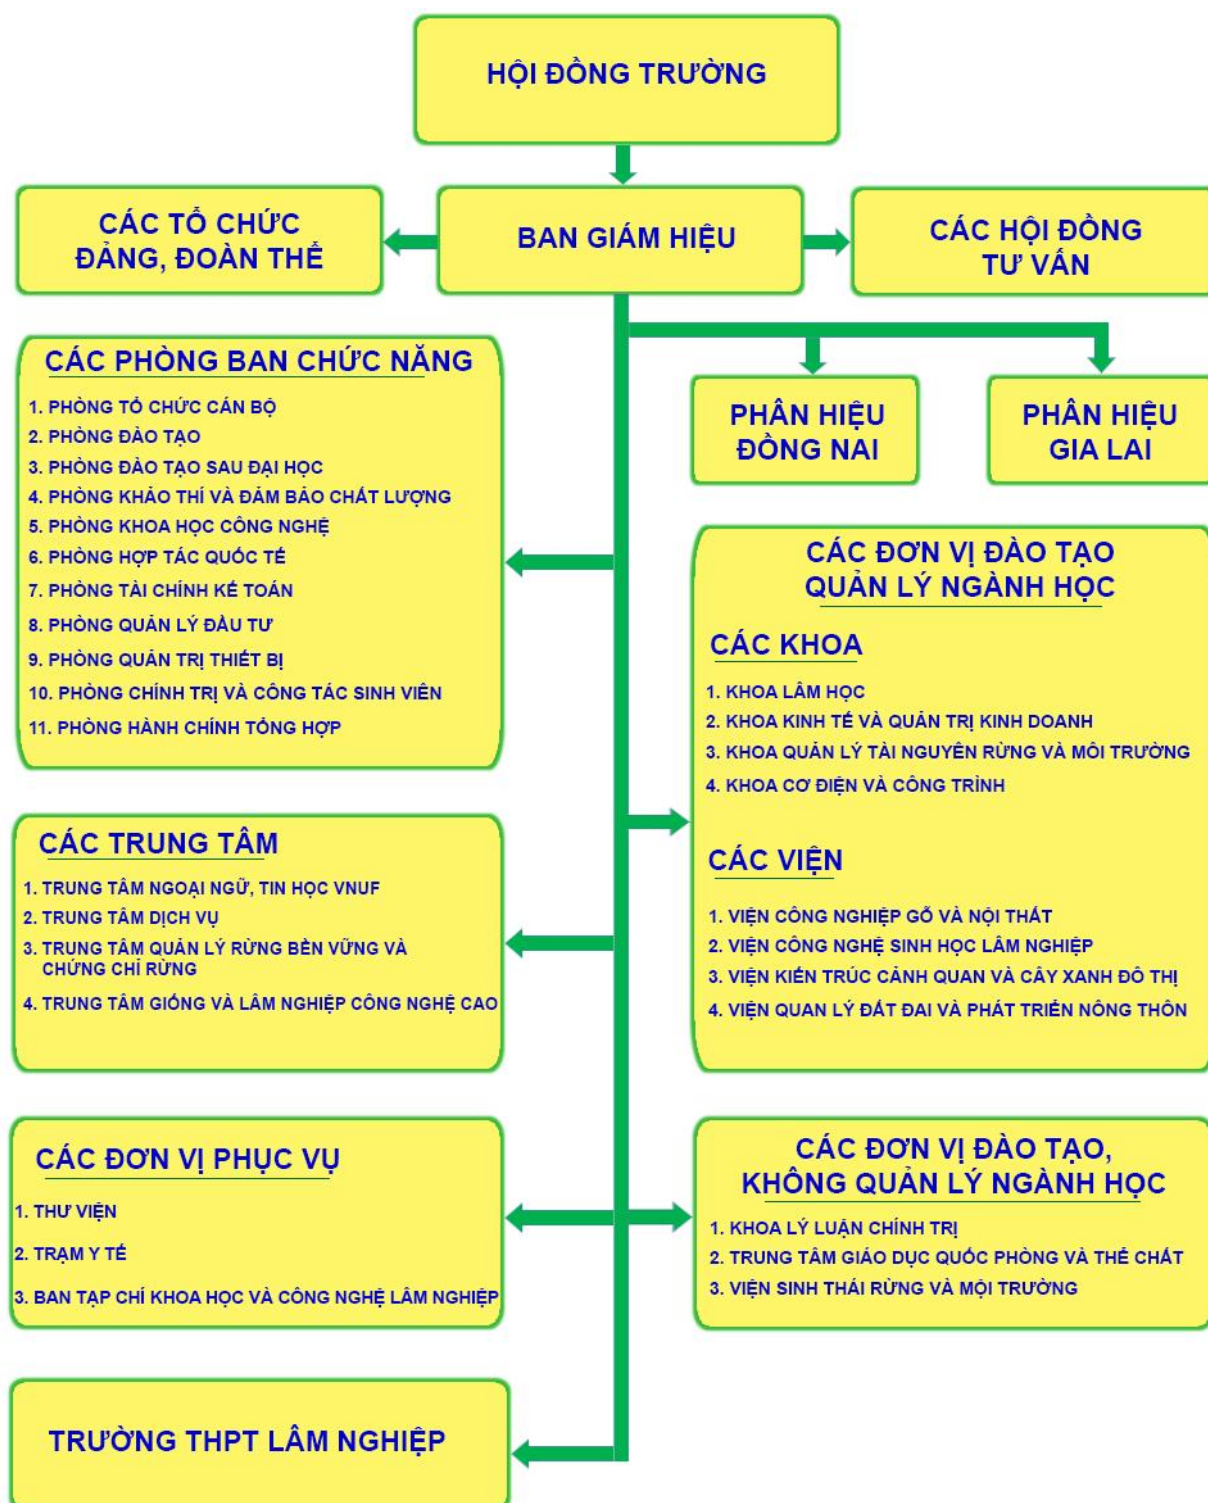 HỘI ĐỒNG TRƯỜNG
CÁC TỔ CHỨC
ĐẢNG, ĐOÀN THỂ
BAN GIÁM HIỆU
CÁC HỘI ĐỒNG
TƯ VẤN
CÁC PHÒNG BAN CHỨC NĂNG
1. PHÒNG TỔ CHỨC CÁN BỘ
2. PHÒNG ĐÀO TẠO
3. PHÒNG ĐÀO TẠO SAU ĐẠI HỌC
4. PHÒNG KHẢO THÍ VÀ ĐẢM BẢO CHẤT LƯỢNG
5. PHÒNG KHOA HỌC CÔNG NGHỆ
6. PHÒNG HỢP TÁC QUỐC TẾ
7. PHÒNG TÀI CHÍNH KẾ TOÁN
8. PHÒNG QUẢN LÝ ĐẦU TƯ
9. PHÒNG QUẢN TRỊ THIẾT BỊ
10. PHÒNG CHÍNH TRỊ VÀ CÔNG TÁC SINH VIÊN
11. PHÒNG HÀNH CHÍNH TỔNG HỢP
PHÂN HIỆU
ĐỒNG NAI
PHÂN HIỆU
GIA LAI
CÁC ĐƠN VỊ ĐÀO TẠO
QUẢN LÝ NGÀNH HỌC
CÁC KHOA
1. KHOA LÂM HỌC
2. KHOA KINH TẾ VÀ QUẢN TRỊ KINH DOANH
3. KHOA QUẢN LÝ TÀI NGUYÊN RỪNG VÀ MÔI TRƯỜNG
4. KHOA CƠ ĐIỆN VÀ CÔNG TRÌNH
CÁC VIỆN
1. VIỆN CÔNG NGHIỆP GỖ VÀ NỘI THẤT
2. VIỆN CÔNG NGHỆ SINH HỌC LÂM NGHIỆP
3. VIỆN KIẾN TRÚC CẢNH QUAN VÀ CÂY XANH ĐÔ THỊ
4. VIỆN QUAN LÝ ĐẤT ĐAI VÀ PHÁT TRIỂN NÔNG THÔN
CÁC TRUNG TÂM
1. TRUNG TÂM NGOẠI NGỮ, TIN HỌC VNUF
2. TRUNG TÂM DỊCH VỤ
3. TRUNG TÂM QUẢN LÝ RỪNG BỀN VỮNG VÀ
CHỨNG CHỈ RỪNG
4. TRUNG TÂM GIỐNG VÀ LÂM NGHIỆP CÔNG NGHỆ CAO
CÁC ĐƠN VỊ PHỤC VỤ
1. THƯ VIỆN
2. TRẠM Y TẾ
3. BAN TẠP CHÍ KHOA HỌC VÀ CÔNG NGHỆ LÂM NGHIỆP
CÁC ĐƠN VỊ ĐÀO TẠO,
KHÔNG QUẢN LÝ NGÀNH HỌC
1. KHOA LÝ LUẬN CHÍNH TRỊ
2. TRUNG TÂM GIÁO DỤC QUỐC PHÒNG VÀ THỂ CHẤT
3. VIỆN SINH THÁI RỪNG VÀ MỘI TRƯỜNG
TRƯỜNG THPT LÂM NGHIỆP